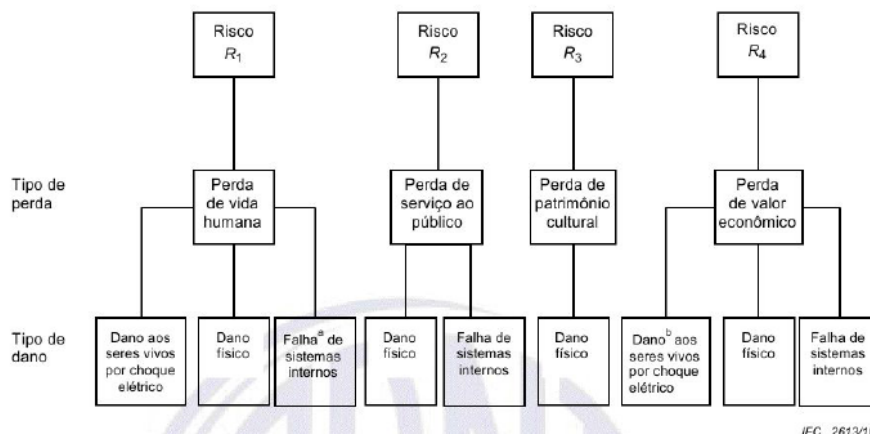 Risco
R1
Risco
R2
Risco
R3
Risco
R4
Tipo de
perda
Perda
de vida
humana
Perda de
serviço ao
público
Perda de
patrimônio
cultural
Perda
de valor
econômico
Tipo de
dano
Dano aos
seres vivos
por choque
elétrico
Dano
físico
Falhaª de
sistemas
internos
Dano
físico
Falha de
sistemas
internos
Dano
físico
Danoᵇ aos
seres vivos
por choque
elétrico
Dano
físico
Falha de
sistemas
internos
IEC